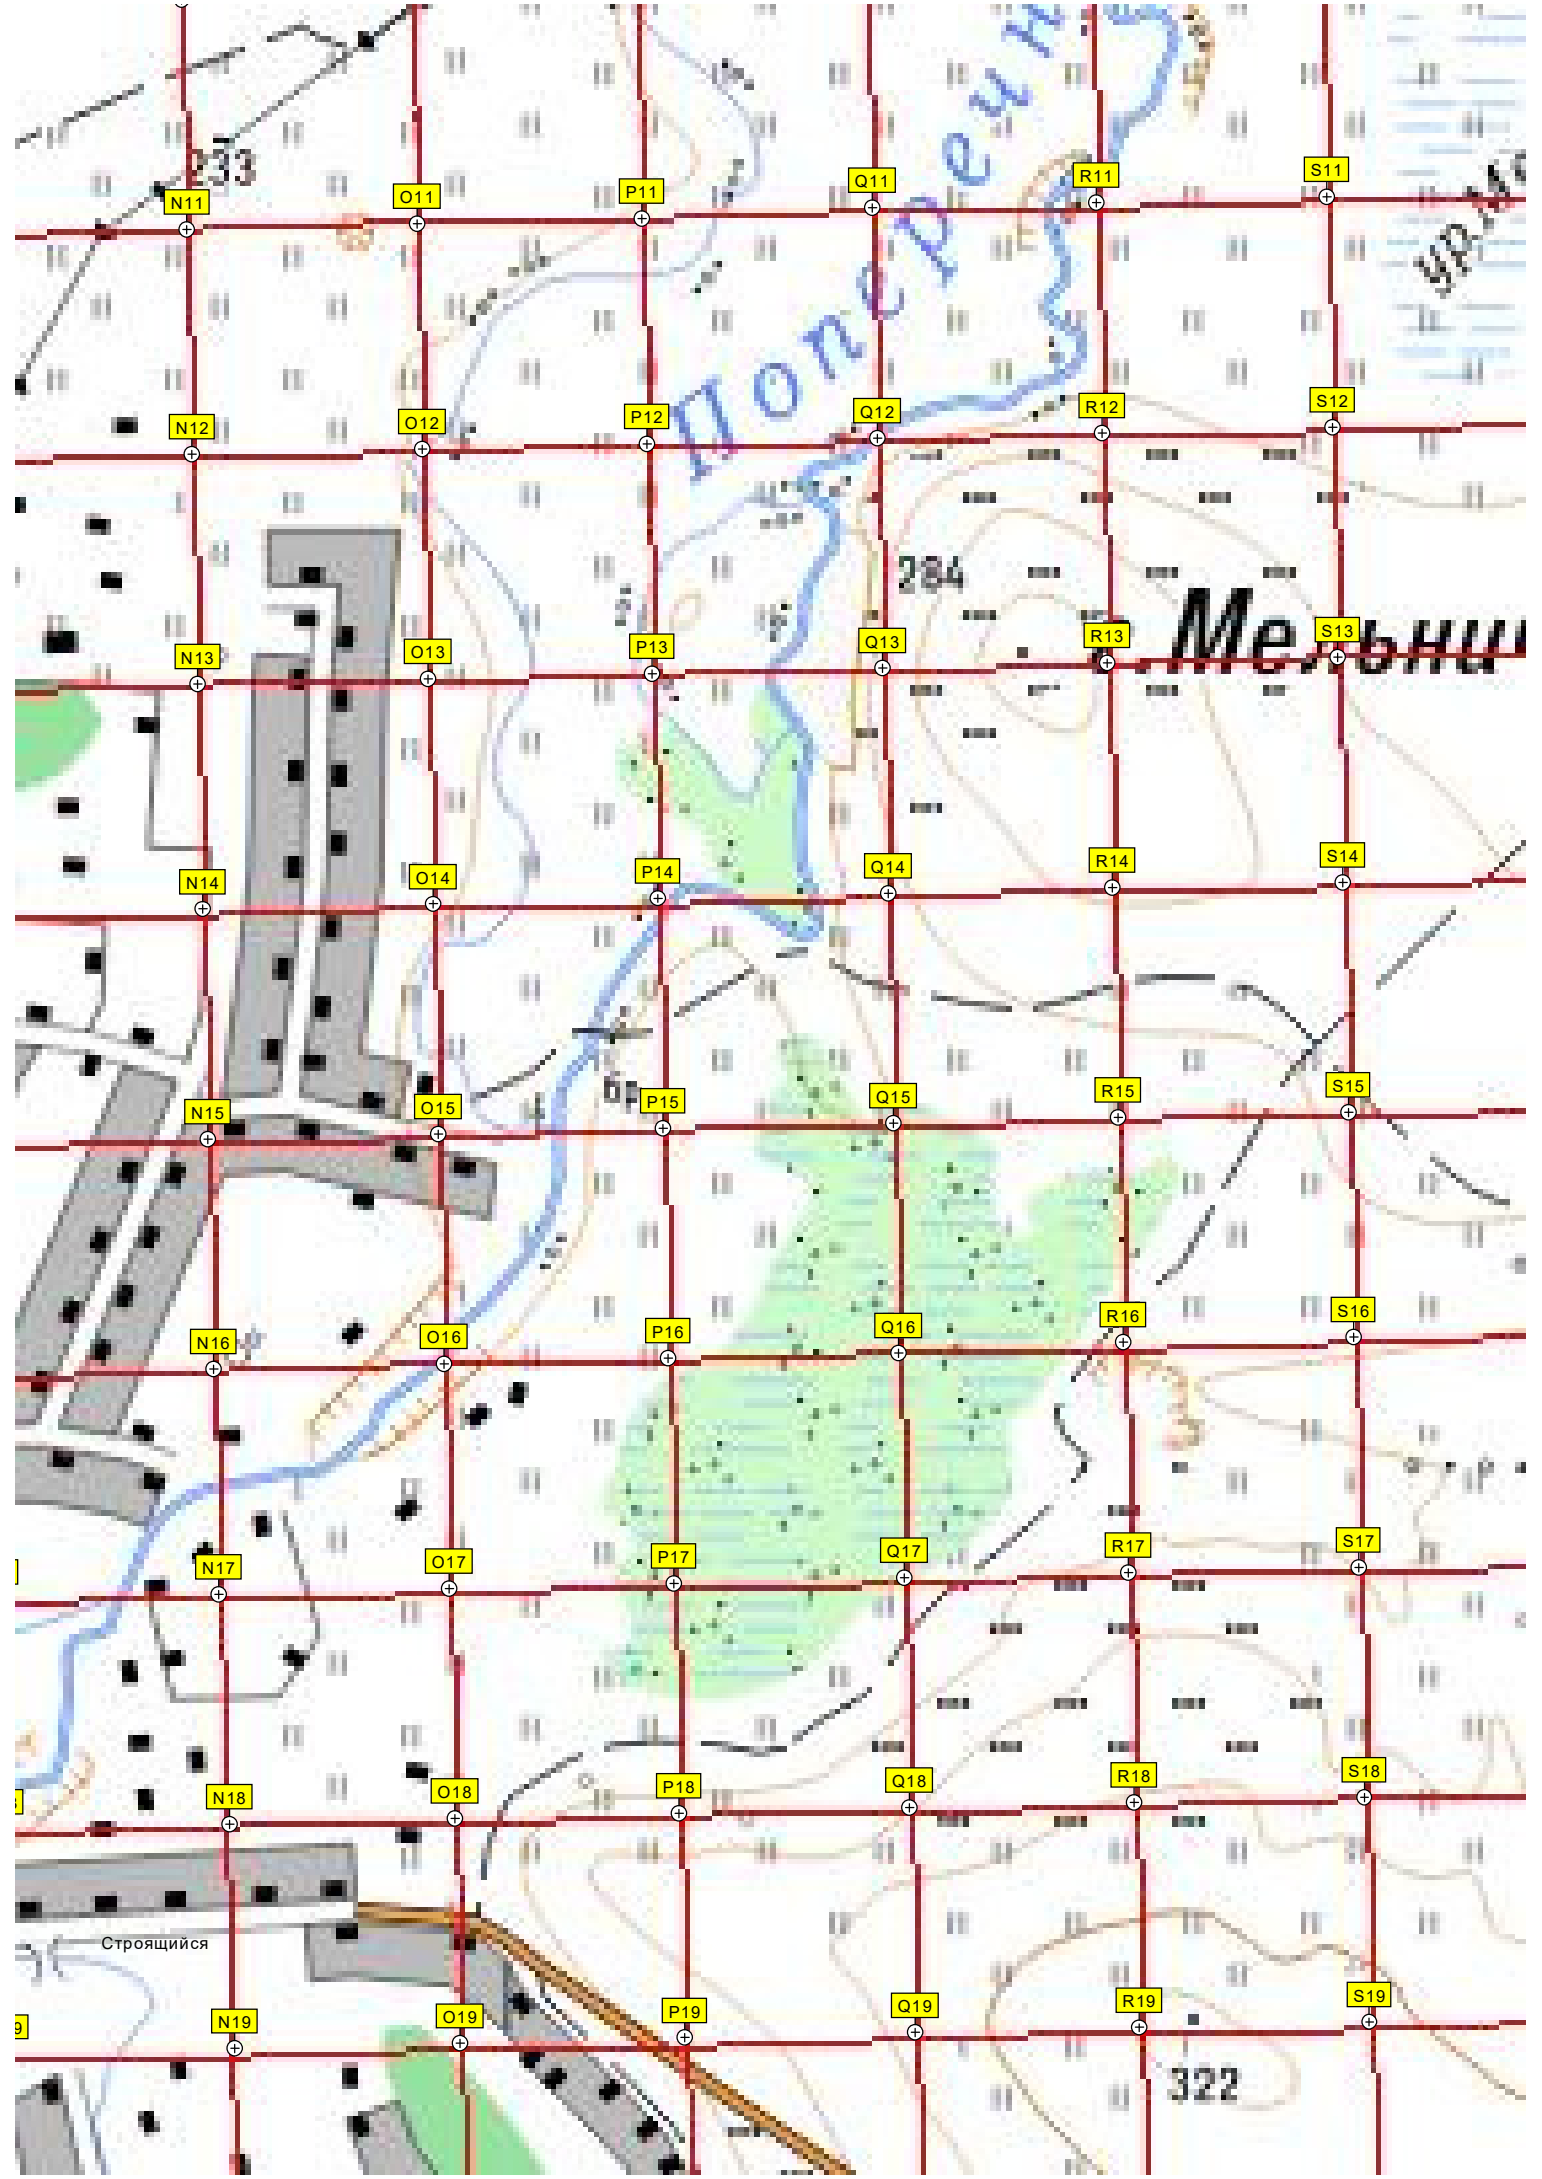 Попереч
233
ур.Мо
N11 O11 P11 Q11 R11 S11
N12 O12 P12 Q12 R12 S12
284
Мельни
N13 O13 P13 Q13 R13 S13
N14 O14 P14 Q14 R14 S14
бр
N15 O15 P15 Q15 R15 S15
N16 O16 P16 Q16 R16 S16
N17 O17 P17 Q17 R17 S17
N18 O18 P18 Q18 R18 S18
Строящийся
9 N19 O19 P19 Q19 R19 S19
322